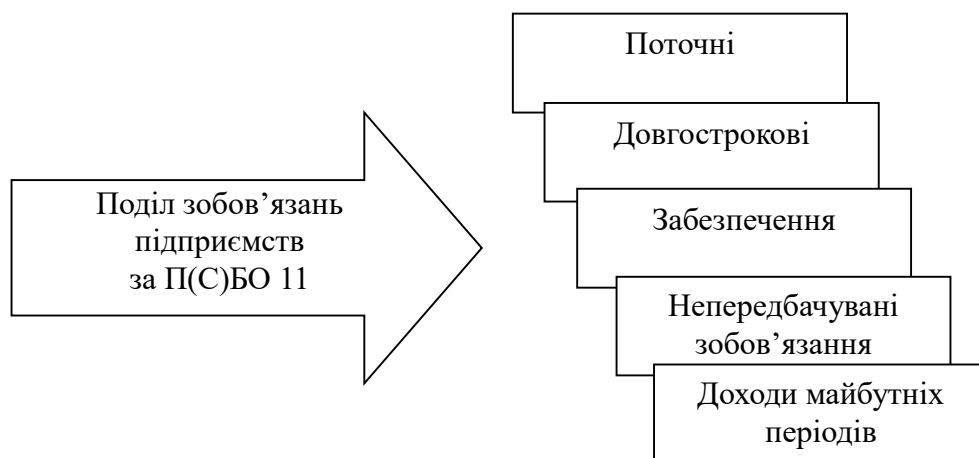 Поділ зобов’язань
підприємств
за П(С)БО 11
Поточні
Довгострокові
Забезпечення
Непередбачувані
зобов’язання
Доходи майбутніх
періодів